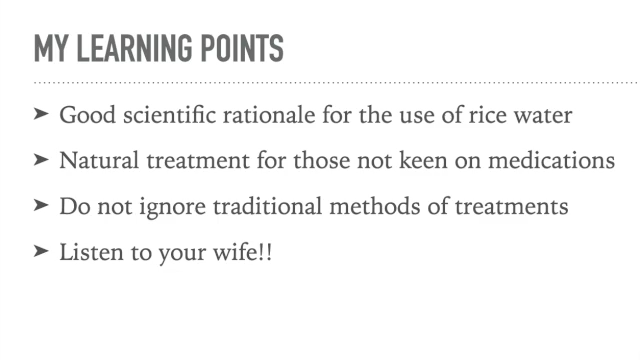 MY LEARNING POINTS
➤ Good scientific rationale for the use of rice water
➤ Natural treatment for those not keen on medications
➤ Do not ignore traditional methods of treatments
➤ Listen to your wife!!